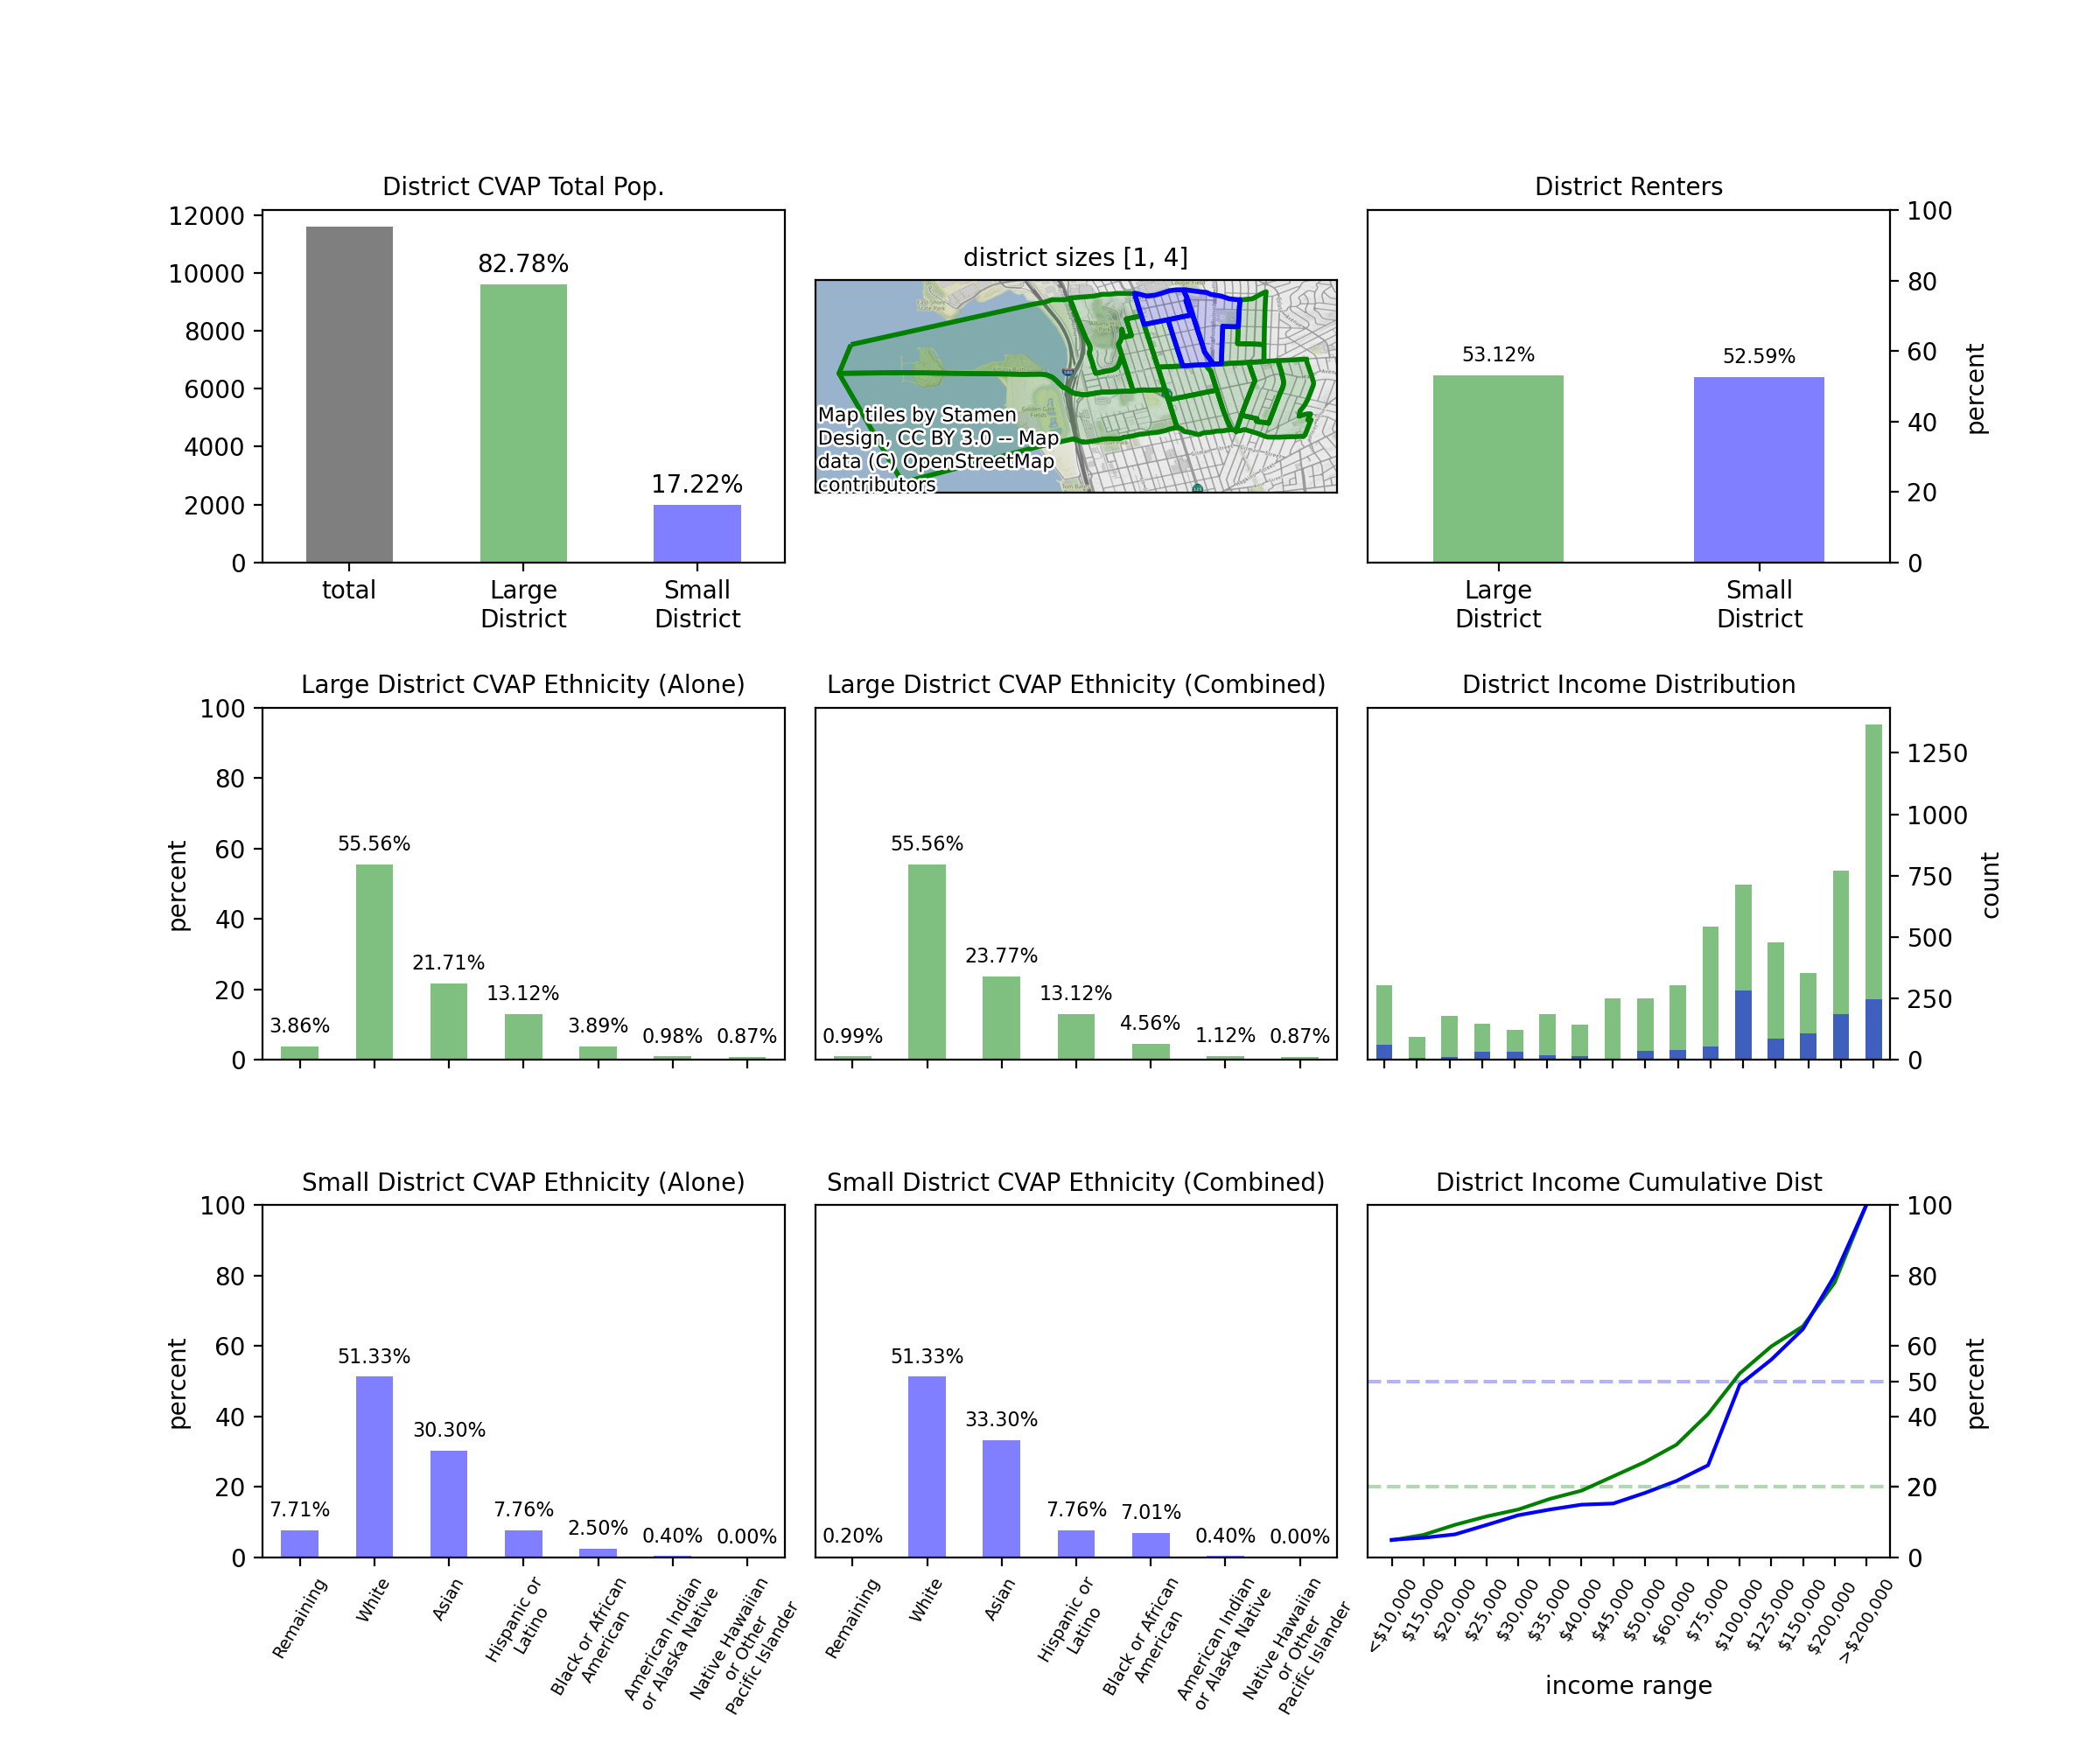 District CVAP Total Pop.
12000
10000
8000
6000
4000
2000
0
82.78%
17.22%
total
Large
District
Small
District
district sizes [1, 4]
Map tiles by Stamen
Design, CC BY 3.0 -- Map
data (C) OpenStreetMap
contributors
District Renters
53.12%
52.59%
100
80
60
40
20
0
percent
Large
District
Small
District
Large District CVAP Ethnicity (Alone)
percent
100
80
60
40
20
0
3.86%
55.56%
21.71%
13.12%
3.89%
0.98%
0.87%
Large District CVAP Ethnicity (Combined)
0.99%
55.56%
23.77%
13.12%
4.56%
1.12%
0.87%
District Income Distribution
1250
1000
750
500
250
0
count
Small District CVAP Ethnicity (Alone)
percent
100
80
60
40
20
0
7.71%
51.33%
30.30%
7.76%
2.50%
0.40%
0.00%
Remaining
White
Asian
Hispanic or
Latino
Black or African
American
American Indian
or Alaska Native
Native Hawaiian
or Other
Pacific Islander
Small District CVAP Ethnicity (Combined)
0.20%
51.33%
33.30%
7.76%
7.01%
0.40%
0.00%
Remaining
White
Asian
Hispanic or
Latino
Black or African
American
American Indian
or Alaska Native
Native Hawaiian
or Other
Pacific Islander
District Income Cumulative Dist
100
80
60
50
40
20
0
percent
<$10,000
$15,000
$20,000
$25,000
$30,000
$35,000
$40,000
$45,000
$50,000
$60,000
$75,000
$100,000
$125,000
$150,000
$200,000
>$200,000
income range